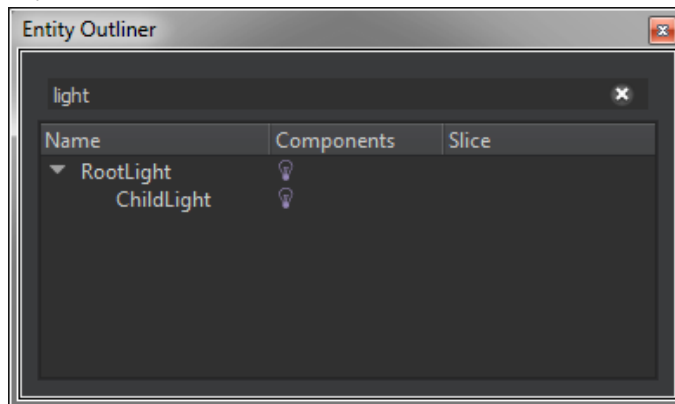 Entity Outliner
light
Name Components Slice
RootLight
ChildLight